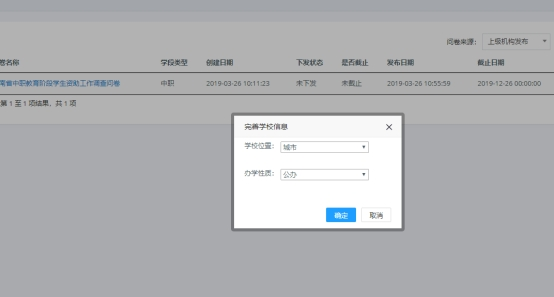 问卷来源： 上级机构发布
卷名称 学段类型 创建日期 下发状态 是否截止 发布日期 截止日期
南省中职教育阶段学生资助工作调查问卷 中职 2019-03-26 10:11:23 未下发 未截止 2019-03-26 10:55:59 2019-12-26 00:00:00
第 1 至 1 项结果，共 1 项
完善学校信息
学校位置： 城市
办学性质： 公办
确定 取消